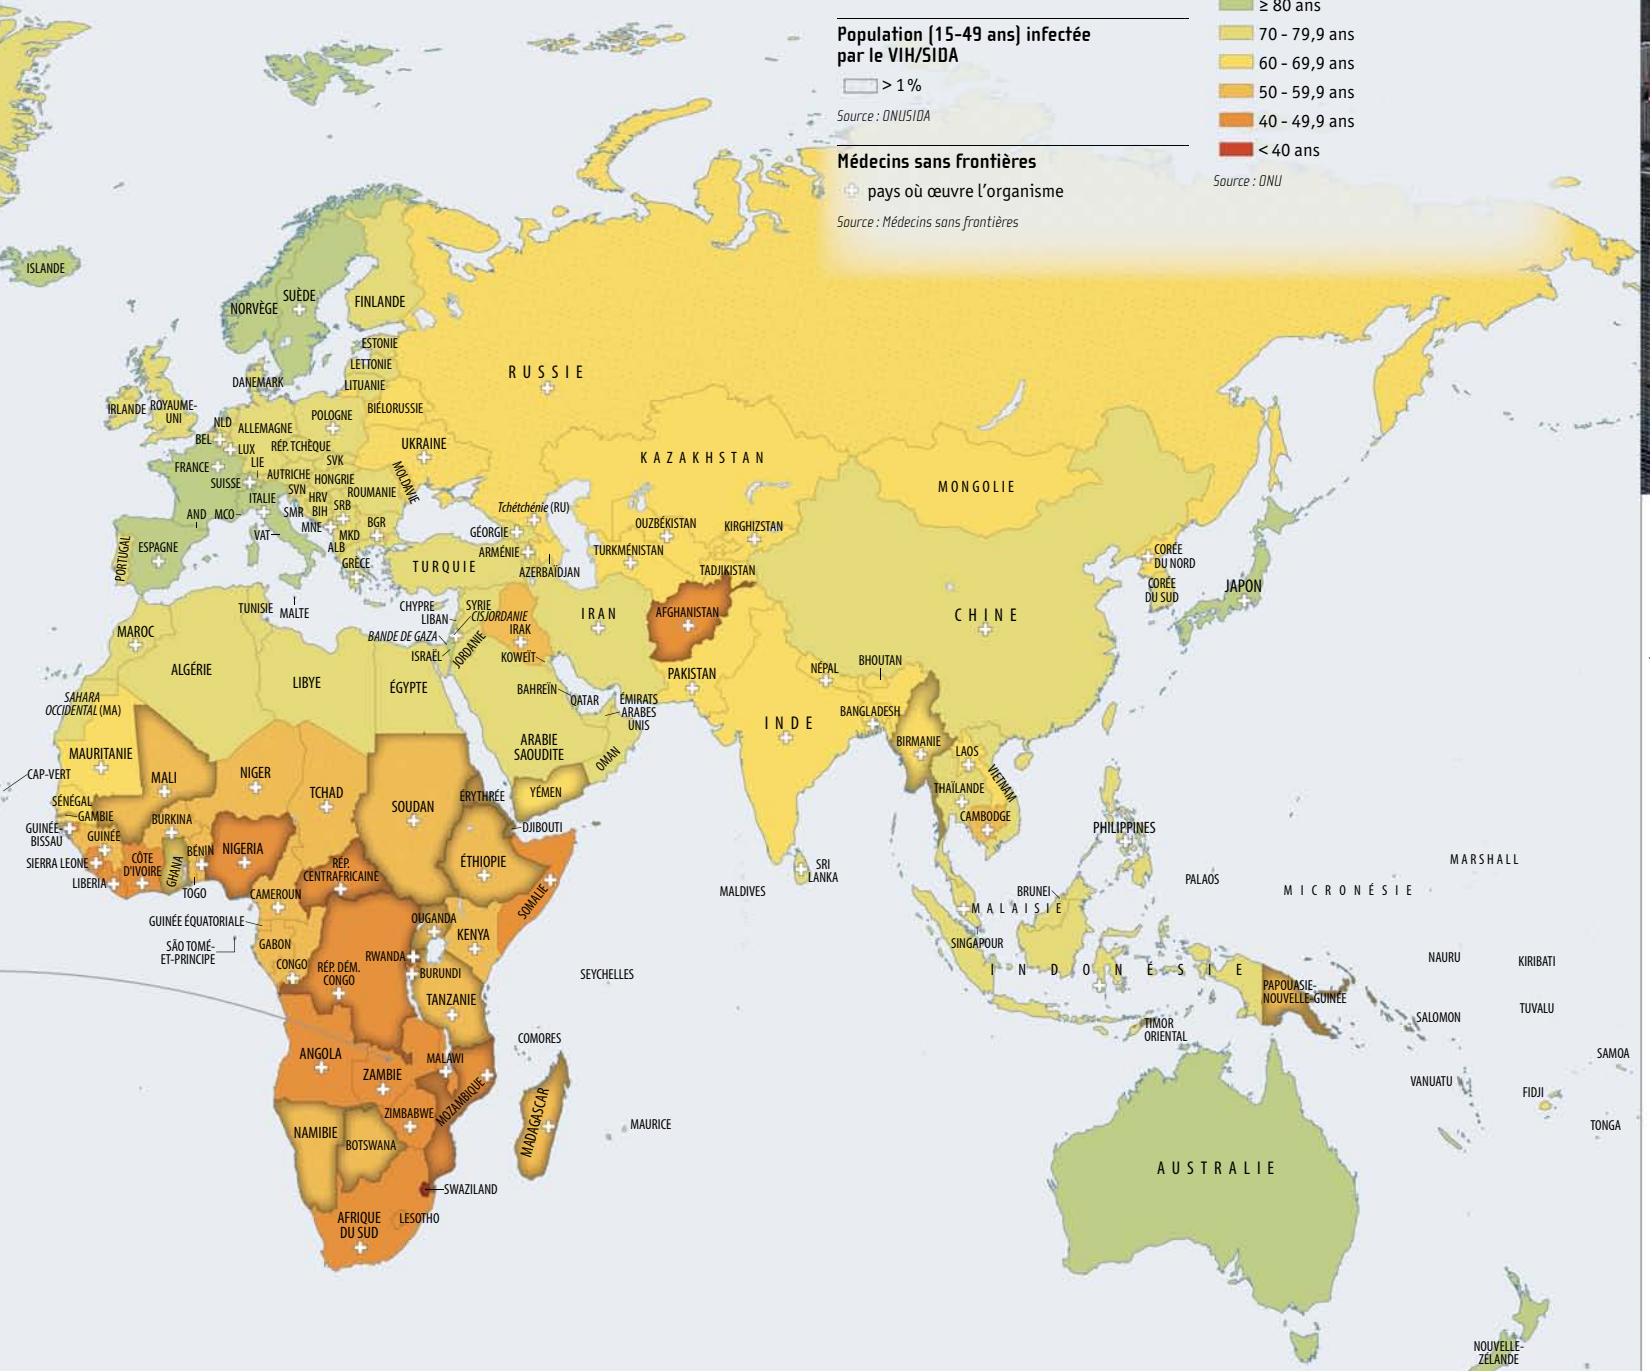 ≥ 80 ans
70 - 79,9 ans
60 - 69,9 ans
50 - 59,9 ans
40 - 49,9 ans
< 40 ans
Source : ONU
Population (15-49 ans) infectée
par le VIH/SIDA
> 1 %
Source : ONUSIDA
Médecins sans frontières
pays où œuvre l'organisme
Source : Médecins sans frontières
ISLANDE
NORVÈGE
SUÈDE
FINLANDE
ESTONIE
LETTONIE
LITUANIE
DANEMARK
IRLANDE
ROYAUME-
UNI
NLD
BEL
LUX
ALLEMAGNE
POLOGNE
BIÉLORUSSIE
RÉP. TCHÈQUE
UKRAINE
LIE
SVK
FRANCE
SUISSE
AUTRICHE
HONGRIE
MOLDAVIE
ITALIE
SVN
HRV
ROUMANIE
AND
MCO
SMR
BIH
SRB
VAT
MNE
BGR
MKD
ALB
GRÈCE
PORTUGAL
ESPAGNE
RUSSIE
KAZAKHSTAN
MONGOLIE
Tchétchénie (RU)
GÉORGIE
ARMÉNIE
AZERBAÏDJAN
OUZBÉKISTAN
KIRGHIZSTAN
TURKMÉNISTAN
TADJIKISTAN
TURQUIE
CHYPRE
SYRIE
LIBAN
CISJORDANIE
BANDE DE GAZA
IRAK
ISRAËL
JORDANIE
KOWEÏT
IRAN
AFGHANISTAN
PAKISTAN
CHINE
CORÉE
DU NORD
CORÉE
DU SUD
JAPON
TUNISIE
MALTE
MAROC
ALGÉRIE
LIBYE
ÉGYPTE
SAHARA
OCCIDENTAL (MA)
BAHREÏN
QATAR
ÉMIRATS
ARABES
UNIS
ARABIE
SAOUDITE
OMAN
YÉMEN
NÉPAL
BHOUTAN
INDE
BANGLADESH
BIRMANIE
LAOS
VIETNAM
THAÏLANDE
CAMBODGE
PHILIPPINES
MAURITANIE
MALI
NIGER
TCHAD
SOUDAN
ÉRYTHRÉE
DJIBOUTI
CAP-VERT
SÉNÉGAL
GAMBIE
GUINÉE-
BISSAU
GUINÉE
BURKINA
SIERRA LEONE
LIBERIA
CÔTE
D'IVOIRE
GHANA
BÉNIN
TOGO
NIGERIA
CAMEROUN
RÉP.
CENTRAFRICAINE
ÉTHIOPIE
SOMALIE
GUINÉE ÉQUATORIALE
SÃO TOMÉ-
ET-PRINCIPE
GABON
CONGO
RÉP. DÉM.
CONGO
OUGANDA
KENYA
RWANDA
BURUNDI
TANZANIE
SEYCHELLES
COMORES
ANGOLA
ZAMBIE
MALAWI
MOZAMBIQUE
ZIMBABWE
NAMIBIE
BOTSWANA
MADAGASCAR
MAURICE
SWAZILAND
LESOTHO
AFRIQUE
DU SUD
MALDIVES
SRI
LANKA
BRUNEI
MALAISIE
SINGAPOUR
INDONÉSIE
TIMOR
ORIENTAL
PALAOS
MICRONÉSIE
MARSHALL
NAURU
KIRIBATI
PAPOUASIE-
NOUVELLE-GUINÉE
SALOMON
TUVALU
SAMOA
VANUATU
FIDJI
TONGA
AUSTRALIE
NOUVELLE-
ZÉLANDE